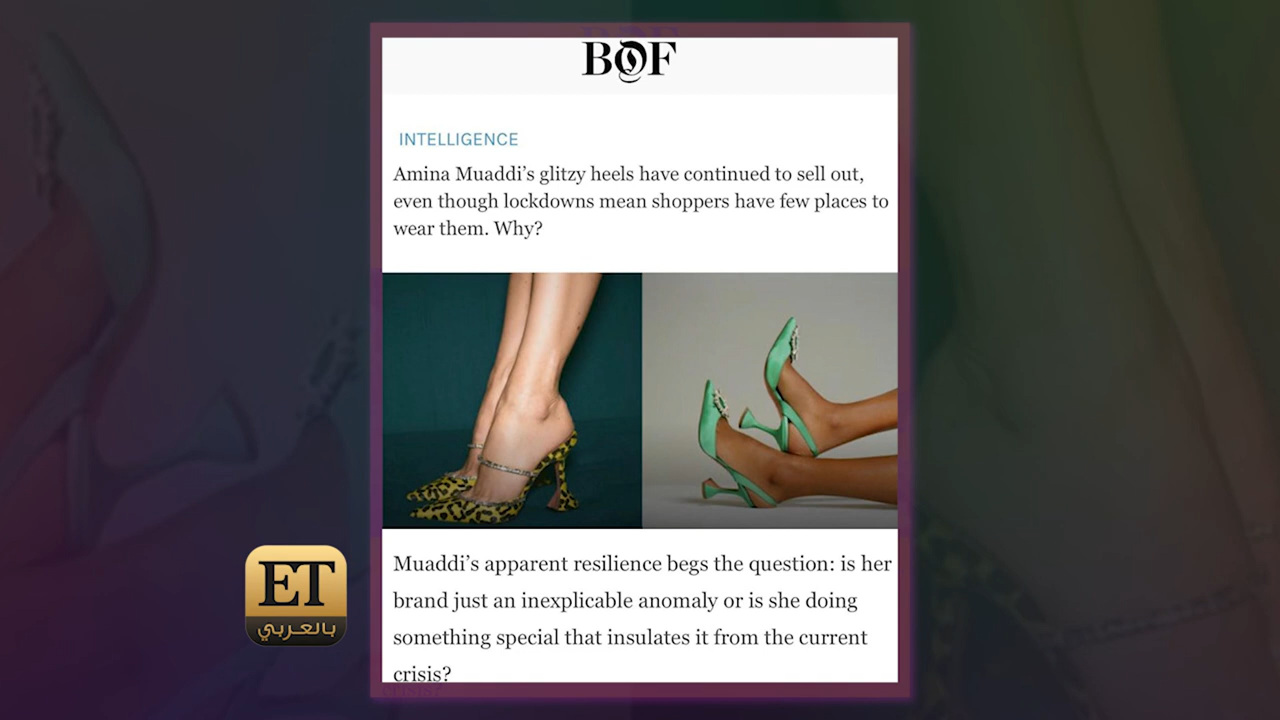 BOF
INTELLIGENCE
Amina Muaddi’s glitzy heels have continued to sell out,
even though lockdowns mean shoppers have few places to
wear them. Why?
Muaddi’s apparent resilience begs the question: is her
brand just an inexplicable anomaly or is she doing
something special that insulates it from the current
crisis?
ET
بالعربي